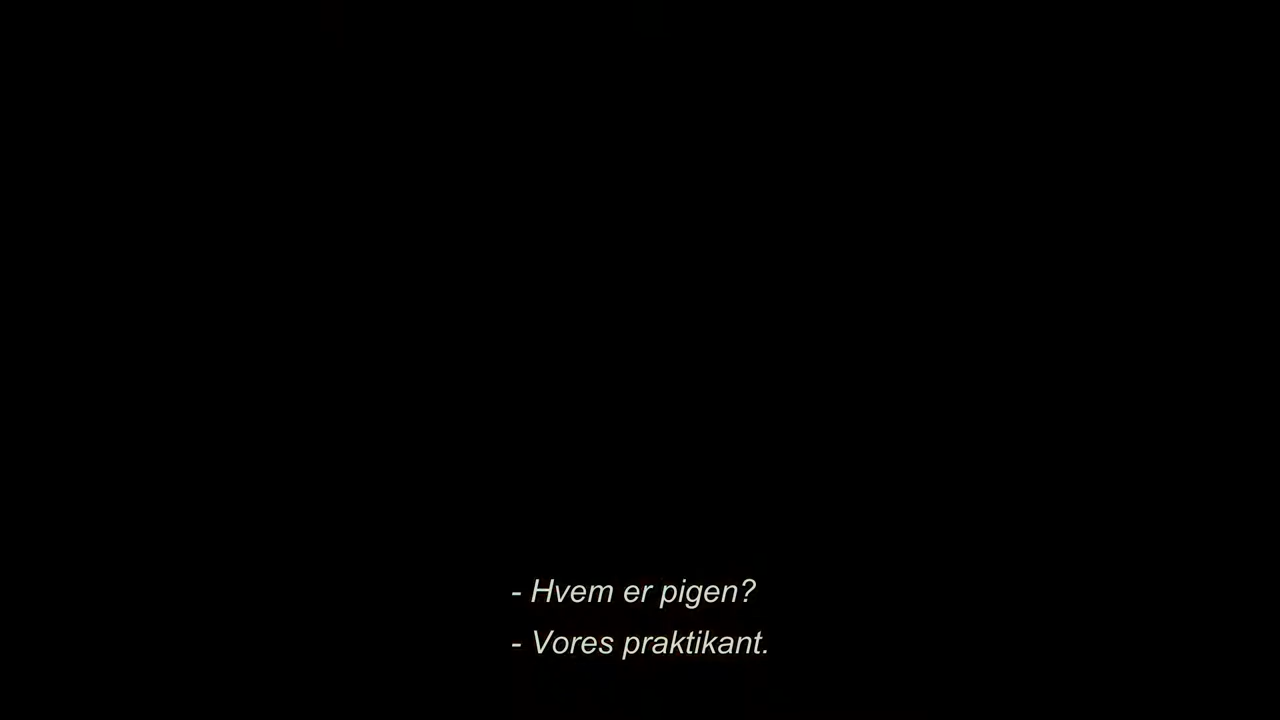 - Hvem er pigen?
- Vores praktikant.